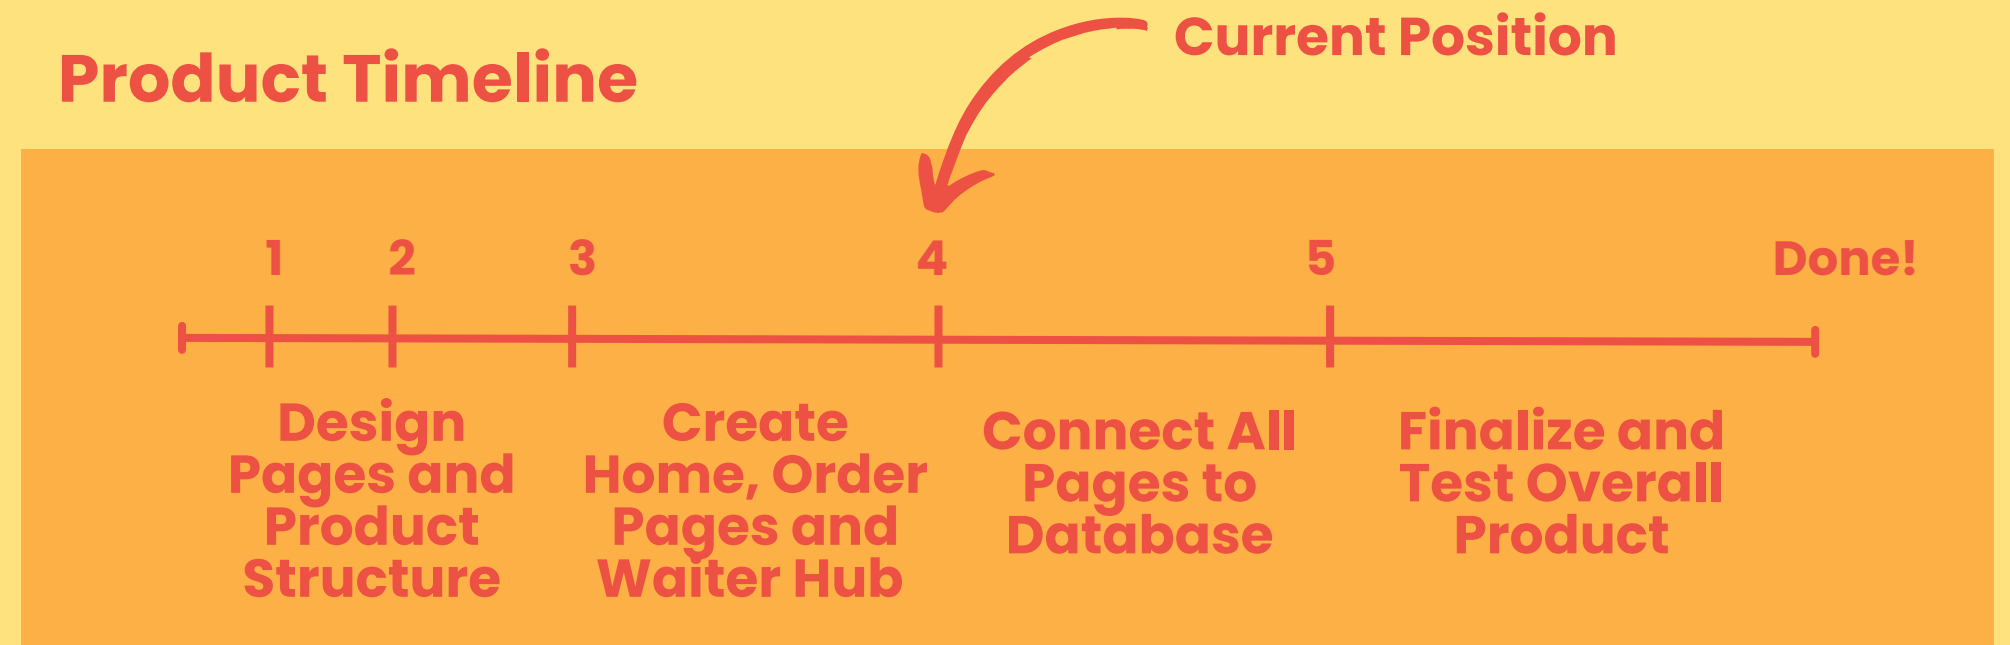 Current Position
Product Timeline
1 2 3 4 5 Done!
Design
Pages and
Product
Structure
Create
Home, Order
Pages and
Waiter Hub
Connect All
Pages to
Database
Finalize and
Test Overall
Product